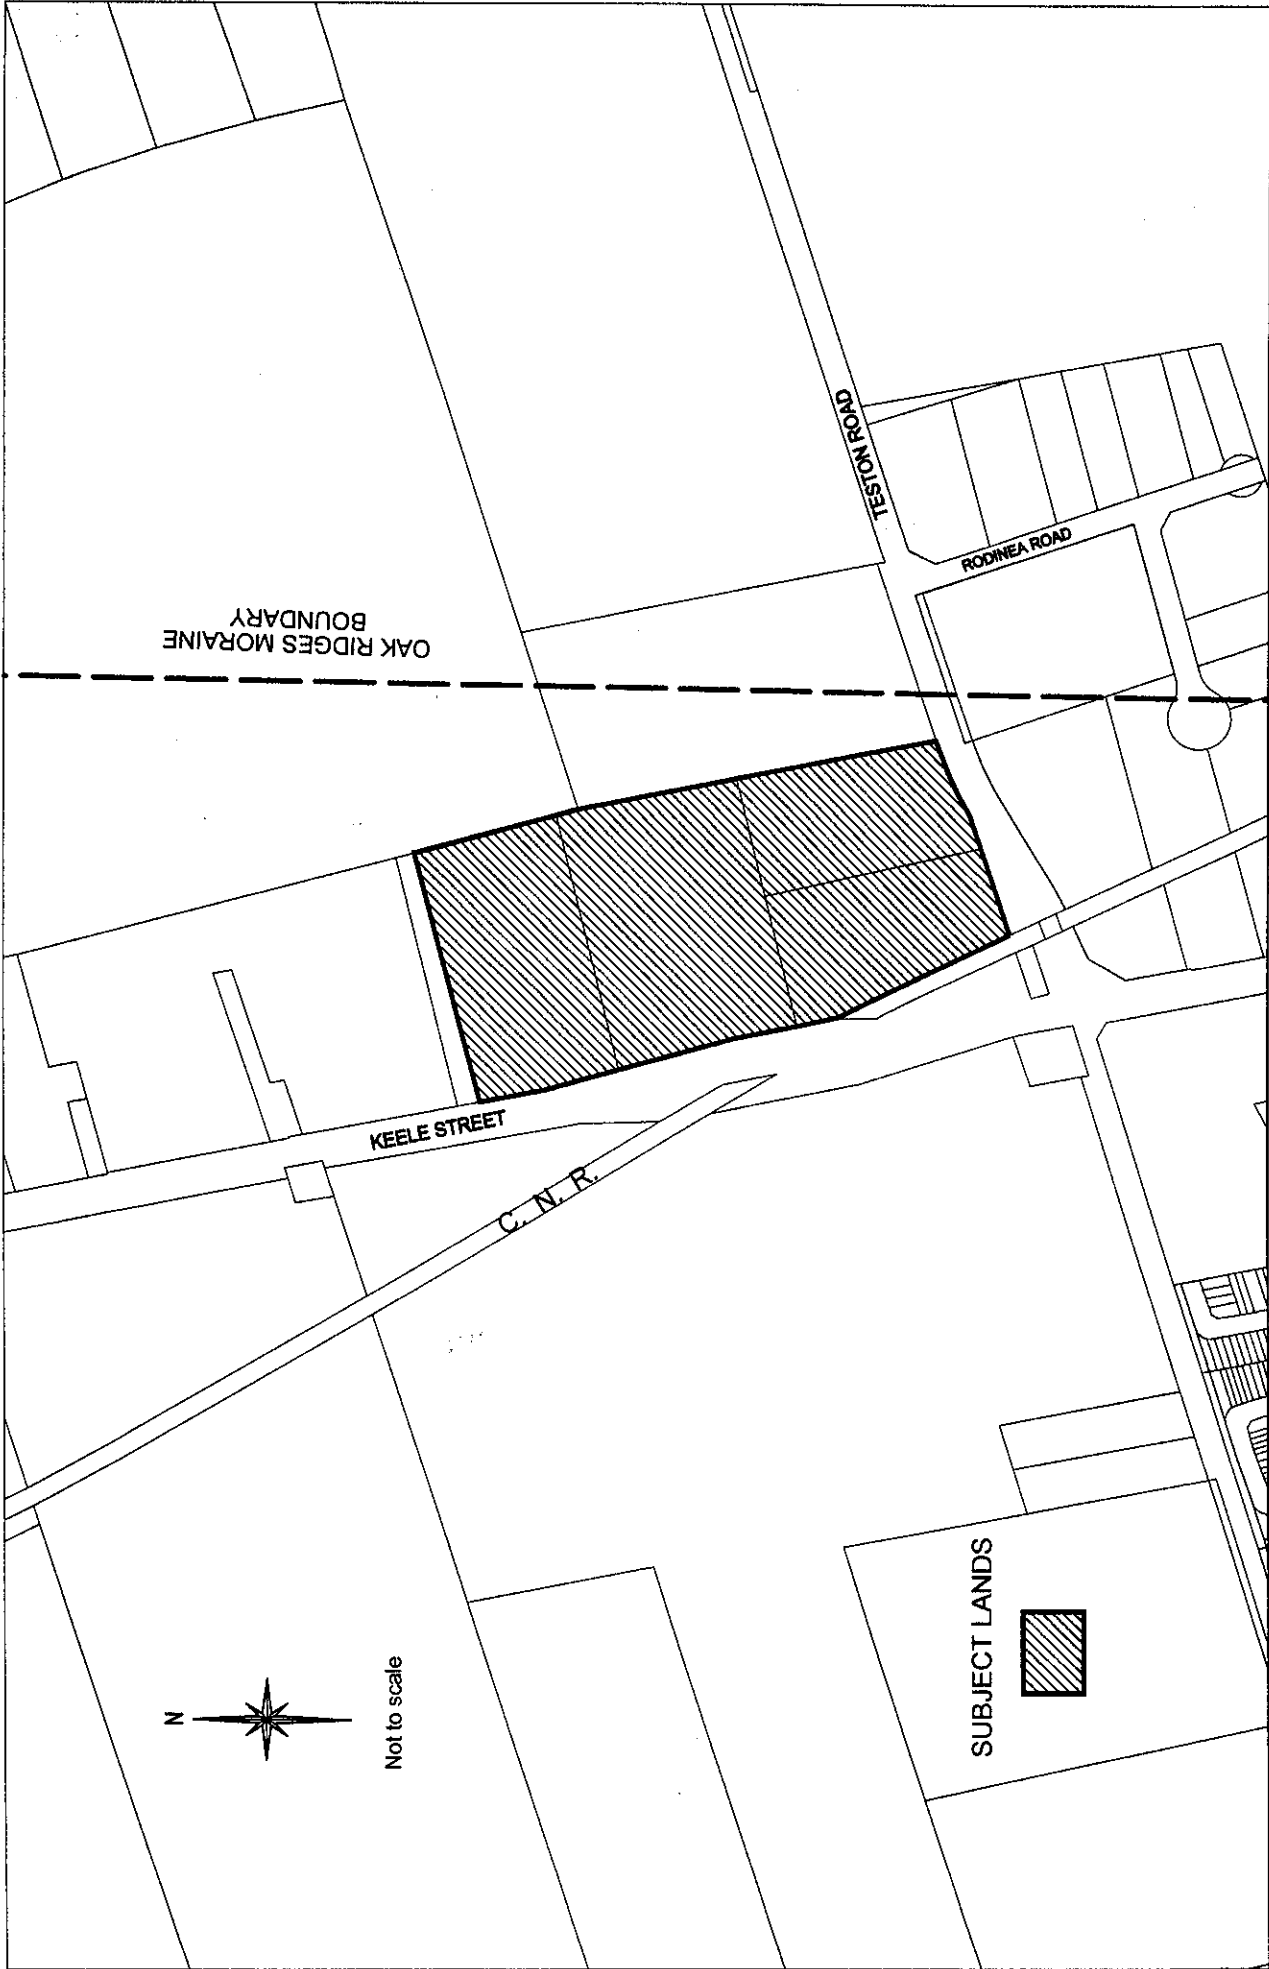 OAK RIDGES MORAINE
BOUNDARY
TESTON ROAD
RODINEA ROAD
KEELE STREET
C. N. R.
N
Not to scale
SUBJECT LANDS